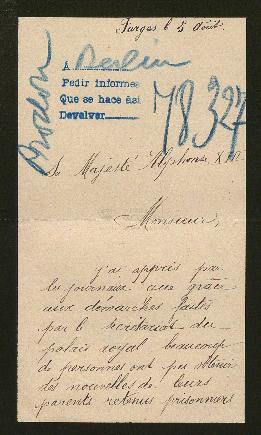 Farges le 5 Août
A Berlin
Pedir informes
Que se hace así
Devolver
78.327
Sa Majesté Alphonse XIII
Monsieur,
j'ai appris par
les journaux que grâce
aux démarches faites
par le Secrétariat du
palais royal beaucoup
de personnes ont pu obtenir
des nouvelles de leurs
parents retenus prisonniers